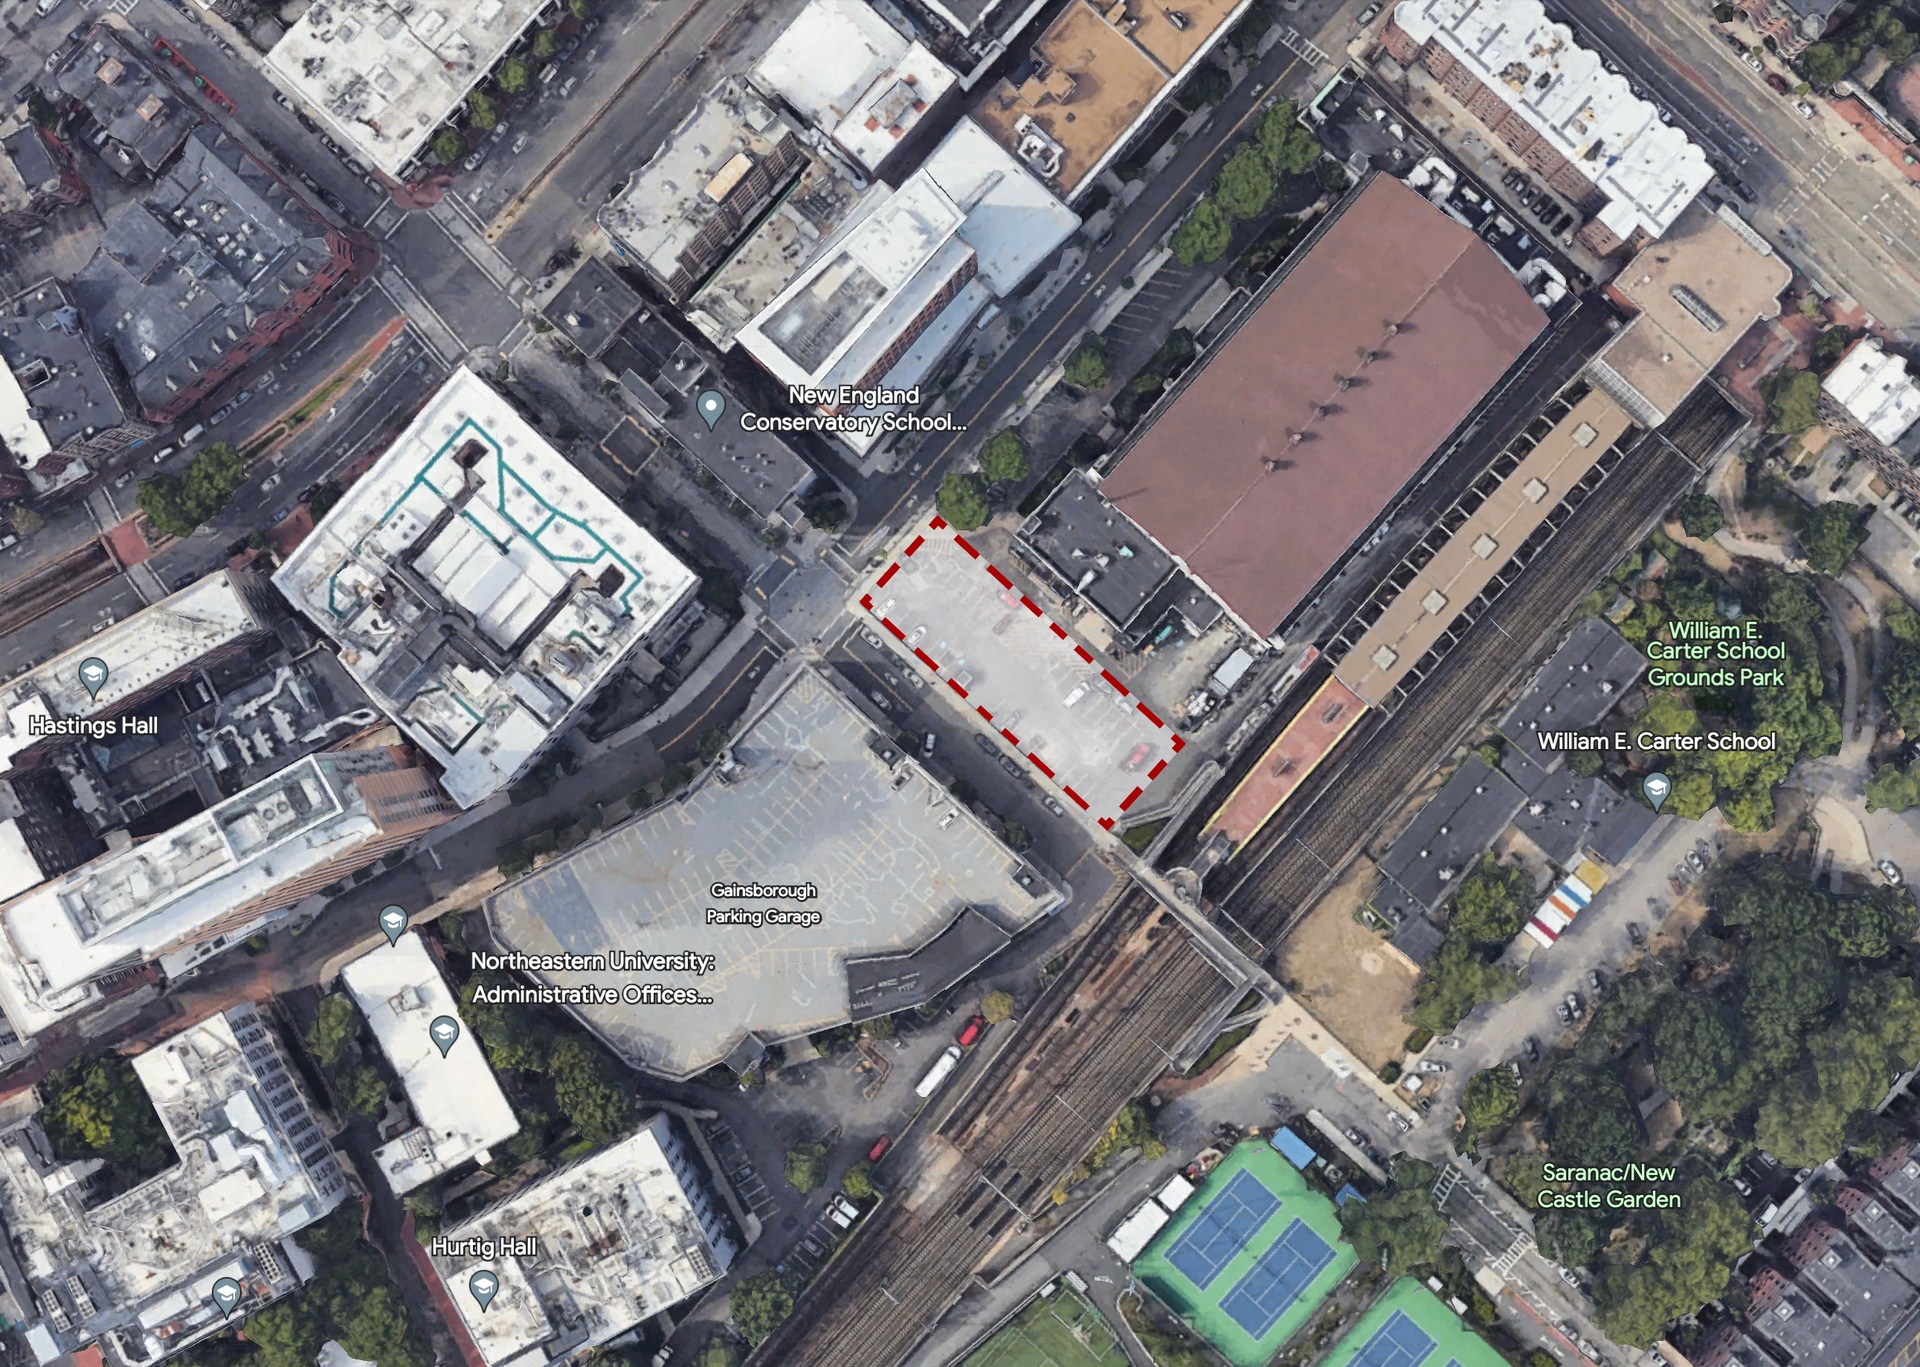 New England
Conservatory School...
William E.
Carter School
Grounds Park
Hastings Hall
William E. Carter School
Gainsborough
Parking Garage
Northeastern University:
Administrative Offices...
Saranac/New
Castle Garden
Hurtig Hall